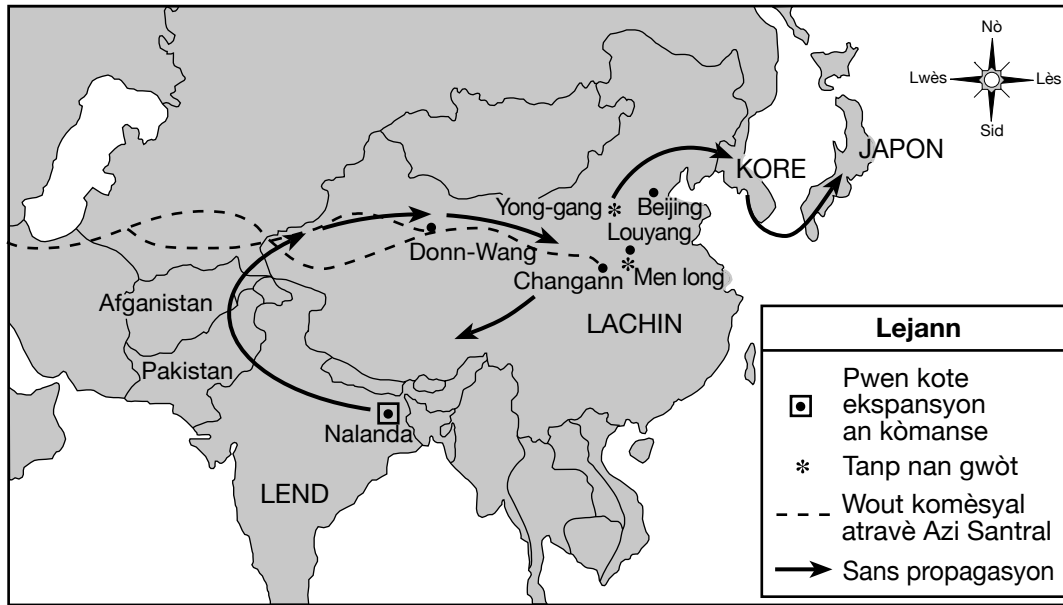 Nò
Lwès
Lès
Sid
JAPON
KORE
Yong-gang
Beijing
Louyang
Donn-Wang
Changann
Men long
Afganistan
LACHIN
Pakistan
Nalanda
LEND
Lejann
Pwen kote
ekspansyon
an kòmanse
Tanp nan gwòt
Wout komèsyal
atravè Azi Santral
Sans propagasyon